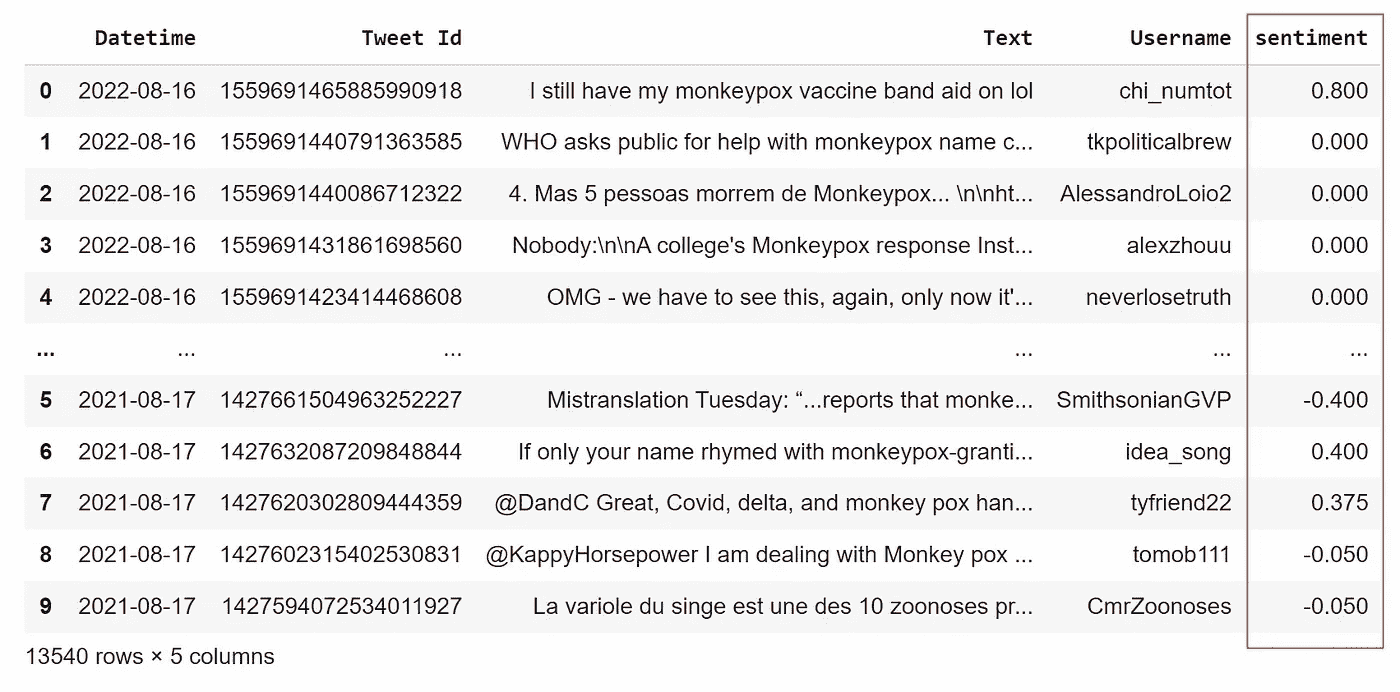 Datetime Tweet Id Text Username sentiment
0 2022-08-16 1559691465885990918 I still have my monkeypox vaccine band aid on lol chi_numtot 0.800
1 2022-08-16 1559691440791363585 WHO asks public for help with monkeypox name c... tkpoliticalbrew 0.000
2 2022-08-16 1559691440086712322 4. Mas 5 pessoas morrem de Monkeypox... \n\nht... AlessandroLoio2 0.000
3 2022-08-16 1559691431861698560 Nobody:\n\nA college's Monkeypox response Inst... alexzhouu 0.000
4 2022-08-16 1559691423414468608 OMG - we have to see this, again, only now it'... neverlosetruth 0.000
... ... ... ... ... ...
5 2021-08-17 1427661504963252227 Mistranslation Tuesday: “...reports that monke... SmithsonianGVP -0.400
6 2021-08-17 1427632087209848844 If only your name rhymed with monkeypox-granti... idea_song 0.400
7 2021-08-17 1427620302809444359 @DandC Great, Covid, delta, and monkey pox han... tyfriend22 0.375
8 2021-08-17 1427602315402530831 @KappyHorsepower I am dealing with Monkey pox ... tomob111 -0.050
9 2021-08-17 1427594072534011927 La variole du singe est une des 10 zoonoses pr... CmrZoonoses -0.050
13540 rows × 5 columns